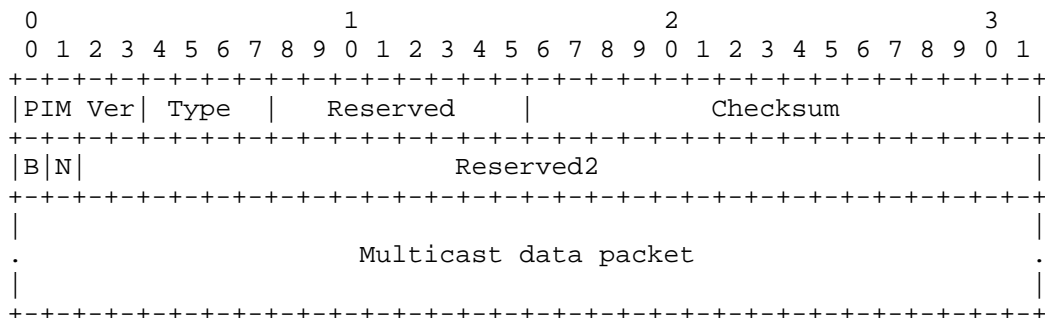 0                   1                   2                   3
 0 1 2 3 4 5 6 7 8 9 0 1 2 3 4 5 6 7 8 9 0 1 2 3 4 5 6 7 8 9 0 1
+-+-+-+-+-+-+-+-+-+-+-+-+-+-+-+-+-+-+-+-+-+-+-+-+-+-+-+-+-+-+-+-+
|PIM Ver| Type  |   Reserved    |           Checksum            |
+-+-+-+-+-+-+-+-+-+-+-+-+-+-+-+-+-+-+-+-+-+-+-+-+-+-+-+-+-+-+-+-+
|B|N|                       Reserved2                           |
+-+-+-+-+-+-+-+-+-+-+-+-+-+-+-+-+-+-+-+-+-+-+-+-+-+-+-+-+-+-+-+-+
|                                                               |
.                     Multicast data packet                     .
|                                                               |
+-+-+-+-+-+-+-+-+-+-+-+-+-+-+-+-+-+-+-+-+-+-+-+-+-+-+-+-+-+-+-+-+